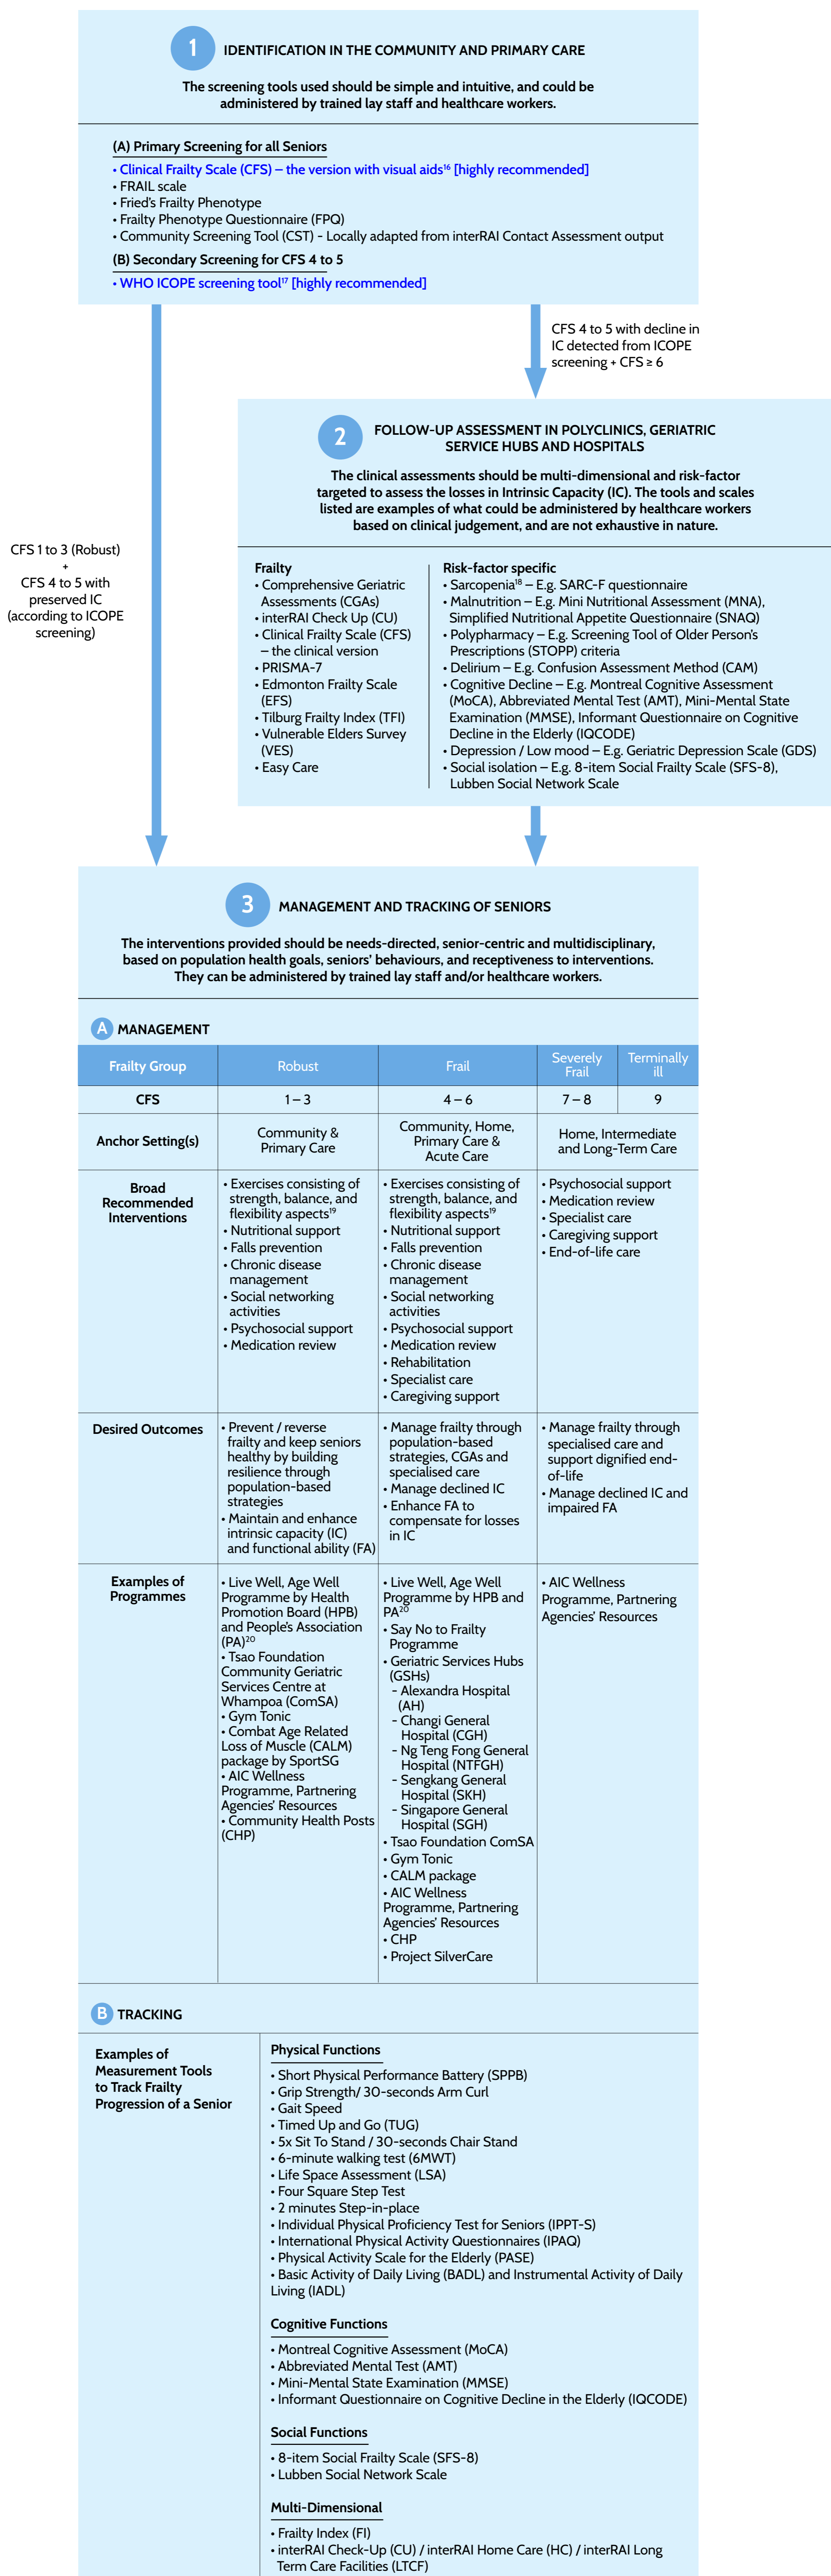 1
IDENTIFICATION IN THE COMMUNITY AND PRIMARY CARE
The screening tools used should be simple and intuitive, and could be
administered by trained lay staff and healthcare workers.
(A) Primary Screening for all Seniors
• Clinical Frailty Scale (CFS) – the version with visual aids¹⁶ [highly recommended]
• FRAIL scale
• Fried's Frailty Phenotype
• Frailty Phenotype Questionnaire (FPQ)
• Community Screening Tool (CST) - Locally adapted from interRAI Contact Assessment output
(B) Secondary Screening for CFS 4 to 5
• WHO ICOPE screening tool¹⁷ [highly recommended]
CFS 4 to 5 with decline in
IC detected from ICOPE
screening + CFS ≥ 6
CFS 1 to 3 (Robust)
+
CFS 4 to 5 with
preserved IC
(according to ICOPE
screening)
2
FOLLOW-UP ASSESSMENT IN POLYCLINICS, GERIATRIC
SERVICE HUBS AND HOSPITALS
The clinical assessments should be multi-dimensional and risk-factor
targeted to assess the losses in Intrinsic Capacity (IC). The tools and scales
listed are examples of what could be administered by healthcare workers
based on clinical judgement, and are not exhaustive in nature.
Frailty
• Comprehensive Geriatric
Assessments (CGAs)
• interRAI Check Up (CU)
• Clinical Frailty Scale (CFS)
– the clinical version
• PRISMA-7
• Edmonton Frailty Scale
(EFS)
• Tilburg Frailty Index (TFI)
• Vulnerable Elders Survey
(VES)
• Easy Care
Risk-factor specific
• Sarcopenia¹⁸ – E.g. SARC-F questionnaire
• Malnutrition – E.g. Mini Nutritional Assessment (MNA),
Simplified Nutritional Appetite Questionnaire (SNAQ)
• Polypharmacy – E.g. Screening Tool of Older Person's
Prescriptions (STOPP) criteria
• Delirium – E.g. Confusion Assessment Method (CAM)
• Cognitive Decline – E.g. Montreal Cognitive Assessment
(MoCA), Abbreviated Mental Test (AMT), Mini-Mental State
Examination (MMSE), Informant Questionnaire on Cognitive
Decline in the Elderly (IQCODE)
• Depression / Low mood – E.g. Geriatric Depression Scale (GDS)
• Social isolation – E.g. 8-item Social Frailty Scale (SFS-8),
Lubben Social Network Scale
3
MANAGEMENT AND TRACKING OF SENIORS
The interventions provided should be needs-directed, senior-centric and multidisciplinary,
based on population health goals, seniors' behaviours, and receptiveness to interventions.
They can be administered by trained lay staff and/or healthcare workers.
A MANAGEMENT
Frailty Group
Robust
Frail
Severely
Frail
Terminally
ill
CFS
1 – 3
4 – 6
7 – 8
9
Anchor Setting(s)
Community &
Primary Care
Community, Home,
Primary Care &
Acute Care
Home, Intermediate
and Long-Term Care
Broad
Recommended
Interventions
• Exercises consisting of
strength, balance, and
flexibility aspects¹⁹
• Nutritional support
• Falls prevention
• Chronic disease
management
• Social networking
activities
• Psychosocial support
• Medication review
• Exercises consisting of
strength, balance, and
flexibility aspects¹⁹
• Nutritional support
• Falls prevention
• Chronic disease
management
• Social networking
activities
• Psychosocial support
• Medication review
• Rehabilitation
• Specialist care
• Caregiving support
• Psychosocial support
• Medication review
• Specialist care
• Caregiving support
• End-of-life care
Desired Outcomes
• Prevent / reverse
frailty and keep seniors
healthy by building
resilience through
population-based
strategies
• Maintain and enhance
intrinsic capacity (IC)
and functional ability (FA)
• Manage frailty through
population-based
strategies, CGAs and
specialised care
• Manage declined IC
• Enhance FA to
compensate for losses
in IC
• Manage frailty through
specialised care and
support dignified end-
of-life
• Manage declined IC and
impaired FA
Examples of
Programmes
• Live Well, Age Well
Programme by Health
Promotion Board (HPB)
and People's Association
(PA)²⁰
• Tsao Foundation
Community Geriatric
Services Centre at
Whampoa (ComSA)
• Gym Tonic
• Combat Age Related
Loss of Muscle (CALM)
package by SportSG
• AIC Wellness
Programme, Partnering
Agencies' Resources
• Community Health Posts
(CHP)
• Live Well, Age Well
Programme by HPB and
PA²⁰
• Say No to Frailty
Programme
• Geriatric Services Hubs
(GSHs)
- Alexandra Hospital
(AH)
- Changi General
Hospital (CGH)
- Ng Teng Fong General
Hospital (NTFGH)
- Sengkang General
Hospital (SKH)
- Singapore General
Hospital (SGH)
• Tsao Foundation ComSA
• Gym Tonic
• CALM package
• AIC Wellness
Programme, Partnering
Agencies' Resources
• CHP
• Project SilverCare
• AIC Wellness
Programme, Partnering
Agencies' Resources
B TRACKING
Examples of
Measurement Tools
to Track Frailty
Progression of a Senior
Physical Functions
• Short Physical Performance Battery (SPPB)
• Grip Strength/ 30-seconds Arm Curl
• Gait Speed
• Timed Up and Go (TUG)
• 5x Sit To Stand / 30-seconds Chair Stand
• 6-minute walking test (6MWT)
• Life Space Assessment (LSA)
• Four Square Step Test
• 2 minutes Step-in-place
• Individual Physical Proficiency Test for Seniors (IPPT-S)
• International Physical Activity Questionnaires (IPAQ)
• Physical Activity Scale for the Elderly (PASE)
• Basic Activity of Daily Living (BADL) and Instrumental Activity of Daily
Living (IADL)
Cognitive Functions
• Montreal Cognitive Assessment (MoCA)
• Abbreviated Mental Test (AMT)
• Mini-Mental State Examination (MMSE)
• Informant Questionnaire on Cognitive Decline in the Elderly (IQCODE)
Social Functions
• 8-item Social Frailty Scale (SFS-8)
• Lubben Social Network Scale
Multi-Dimensional
• Frailty Index (FI)
• interRAI Check-Up (CU) / interRAI Home Care (HC) / interRAI Long
Term Care Facilities (LTCF)